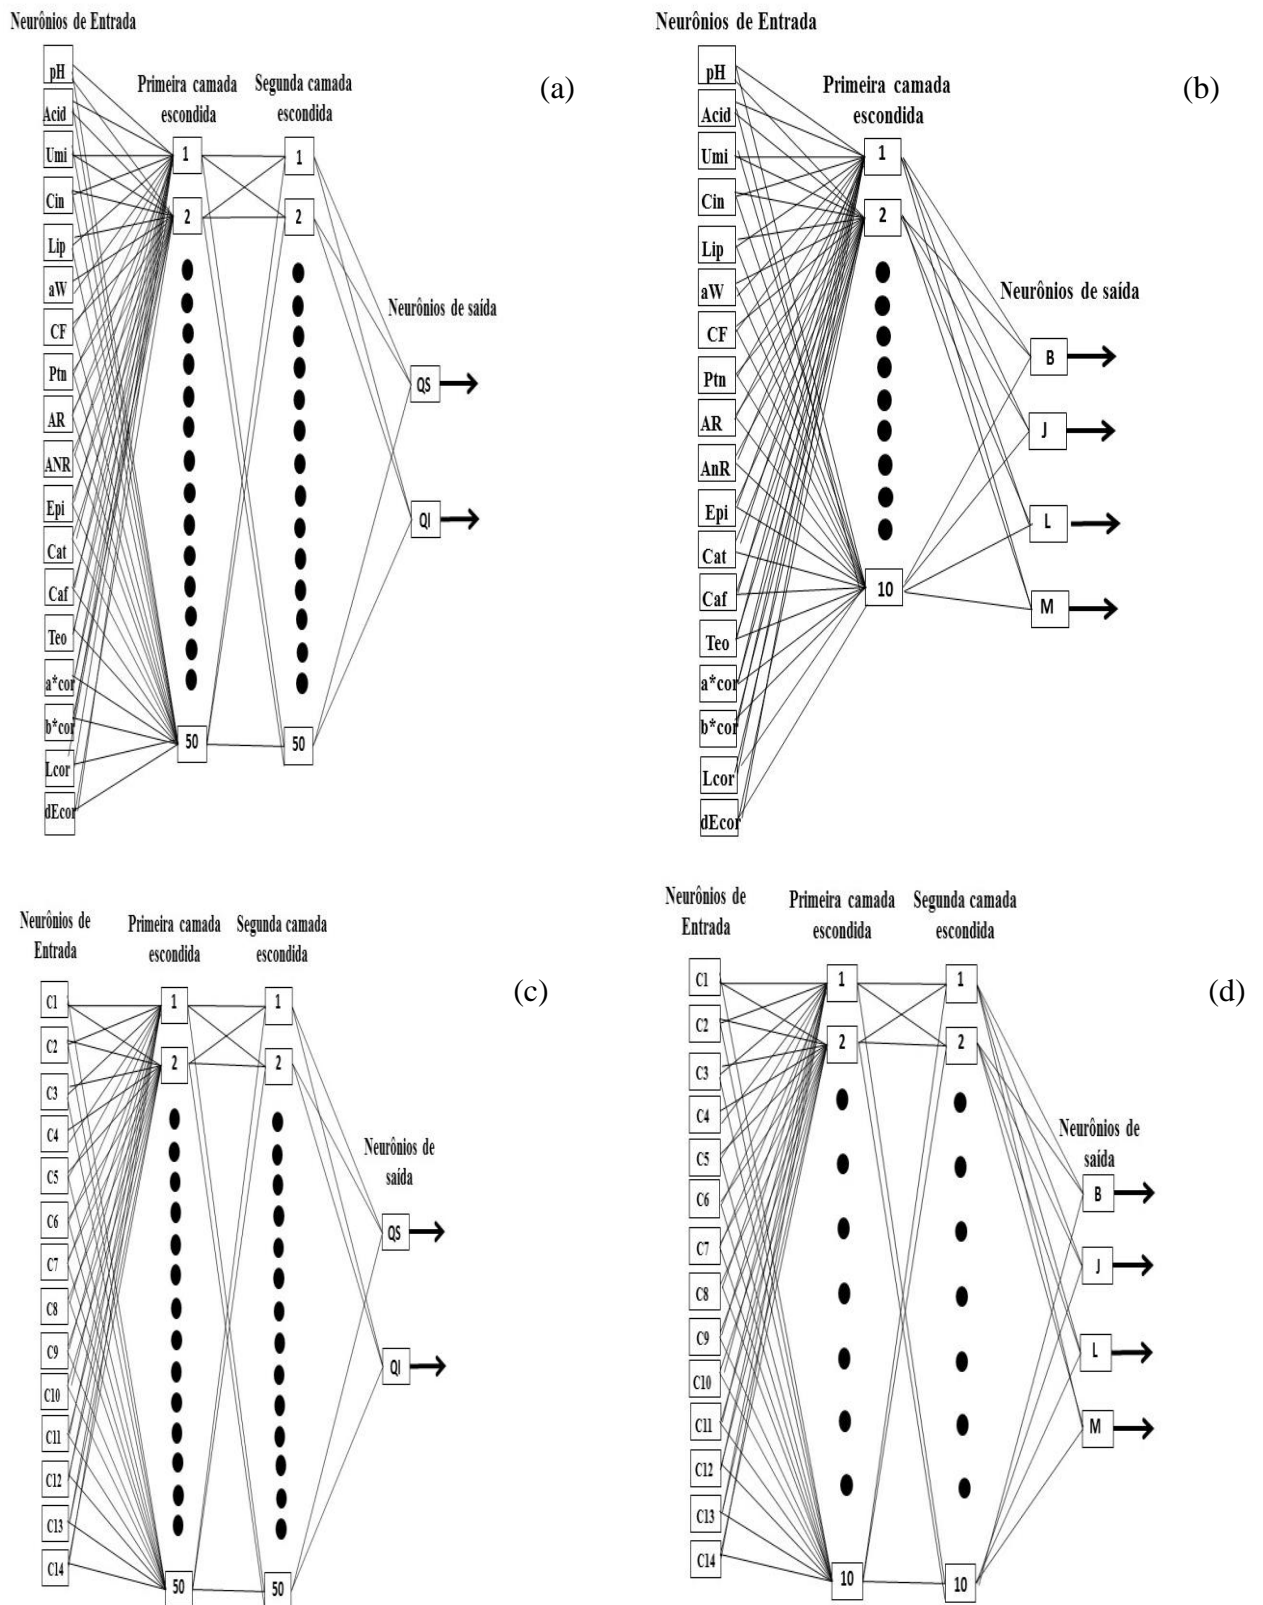 Neurônios de Entrada
Primeira camada
escondida
Segunda camada
escondida
(a)
pH
Acid
Umi
Cin
Lip
aW
CF
Ptn
AR
ANR
Epi
Cat
Caf
Teo
a*cor
b*cor
Lcor
dEcor
1
2
50
1
2
50
Neurônios de saída
QS
QI
Neurônios de Entrada
Primeira camada
escondida
(b)
pH
Acid
Umi
Cin
Lip
aW
CF
Ptn
AR
AnR
Epi
Cat
Caf
Teo
a*cor
b*cor
Lcor
dEcor
1
2
10
Neurônios de saída
B
J
L
M
Neurônios de
Entrada
Primeira camada
escondida
Segunda camada
escondida
(c)
C1
C2
C3
C4
C5
C6
C7
C8
C9
C10
C11
C12
C13
C14
1
2
50
1
2
50
Neurônios de
saída
QS
QI
Neurônios de
Entrada
Primeira camada
escondida
Segunda camada
escondida
(d)
C1
C2
C3
C4
C5
C6
C7
C8
C9
C10
C11
C12
C13
C14
1
2
10
1
2
10
Neurônios de
saída
B
J
L
M